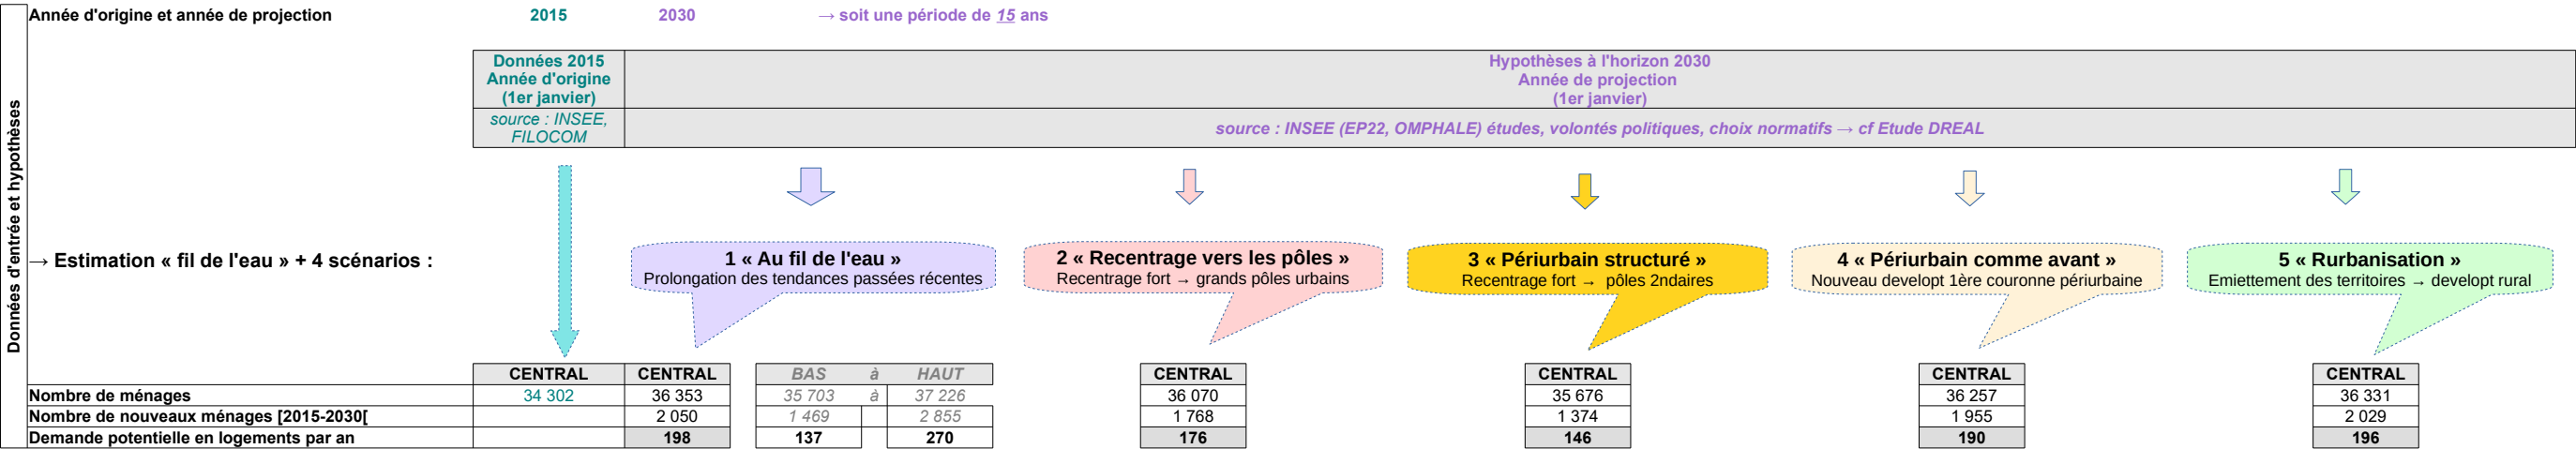 Année d'origine et année de projection 2015 2030 → soit une période de 15 ans
Données d'entrée et hypothèses
Données 2015
Année d'origine
(1er janvier)
Hypothèses à l'horizon 2030
Année de projection
(1er janvier)
source : INSEE,
FILOCOM
source : INSEE (EP22, OMPHALE) études, volontés politiques, choix normatifs → cf Etude DREAL
→ Estimation « fil de l'eau » + 4 scénarios :
1 « Au fil de l'eau »
Prolongation des tendances passées récentes
2 « Recentrage vers les pôles »
Recentrage fort → grands pôles urbains
3 « Périurbain structuré »
Recentrage fort → pôles 2ndaires
4 « Périurbain comme avant »
Nouveau developt 1ère couronne périurbaine
5 « Rurbanisation »
Emiettement des territoires → developt rural
CENTRAL CENTRAL BAS à HAUT CENTRAL CENTRAL CENTRAL CENTRAL
Nombre de ménages 34 302 36 353 35 703 à 37 226 36 070 35 676 36 257 36 331
Nombre de nouveaux ménages [2015-2030[ 2 050 1 469 2 855 1 768 1 374 1 955 2 029
Demande potentielle en logements par an 198 137 270 176 146 190 196